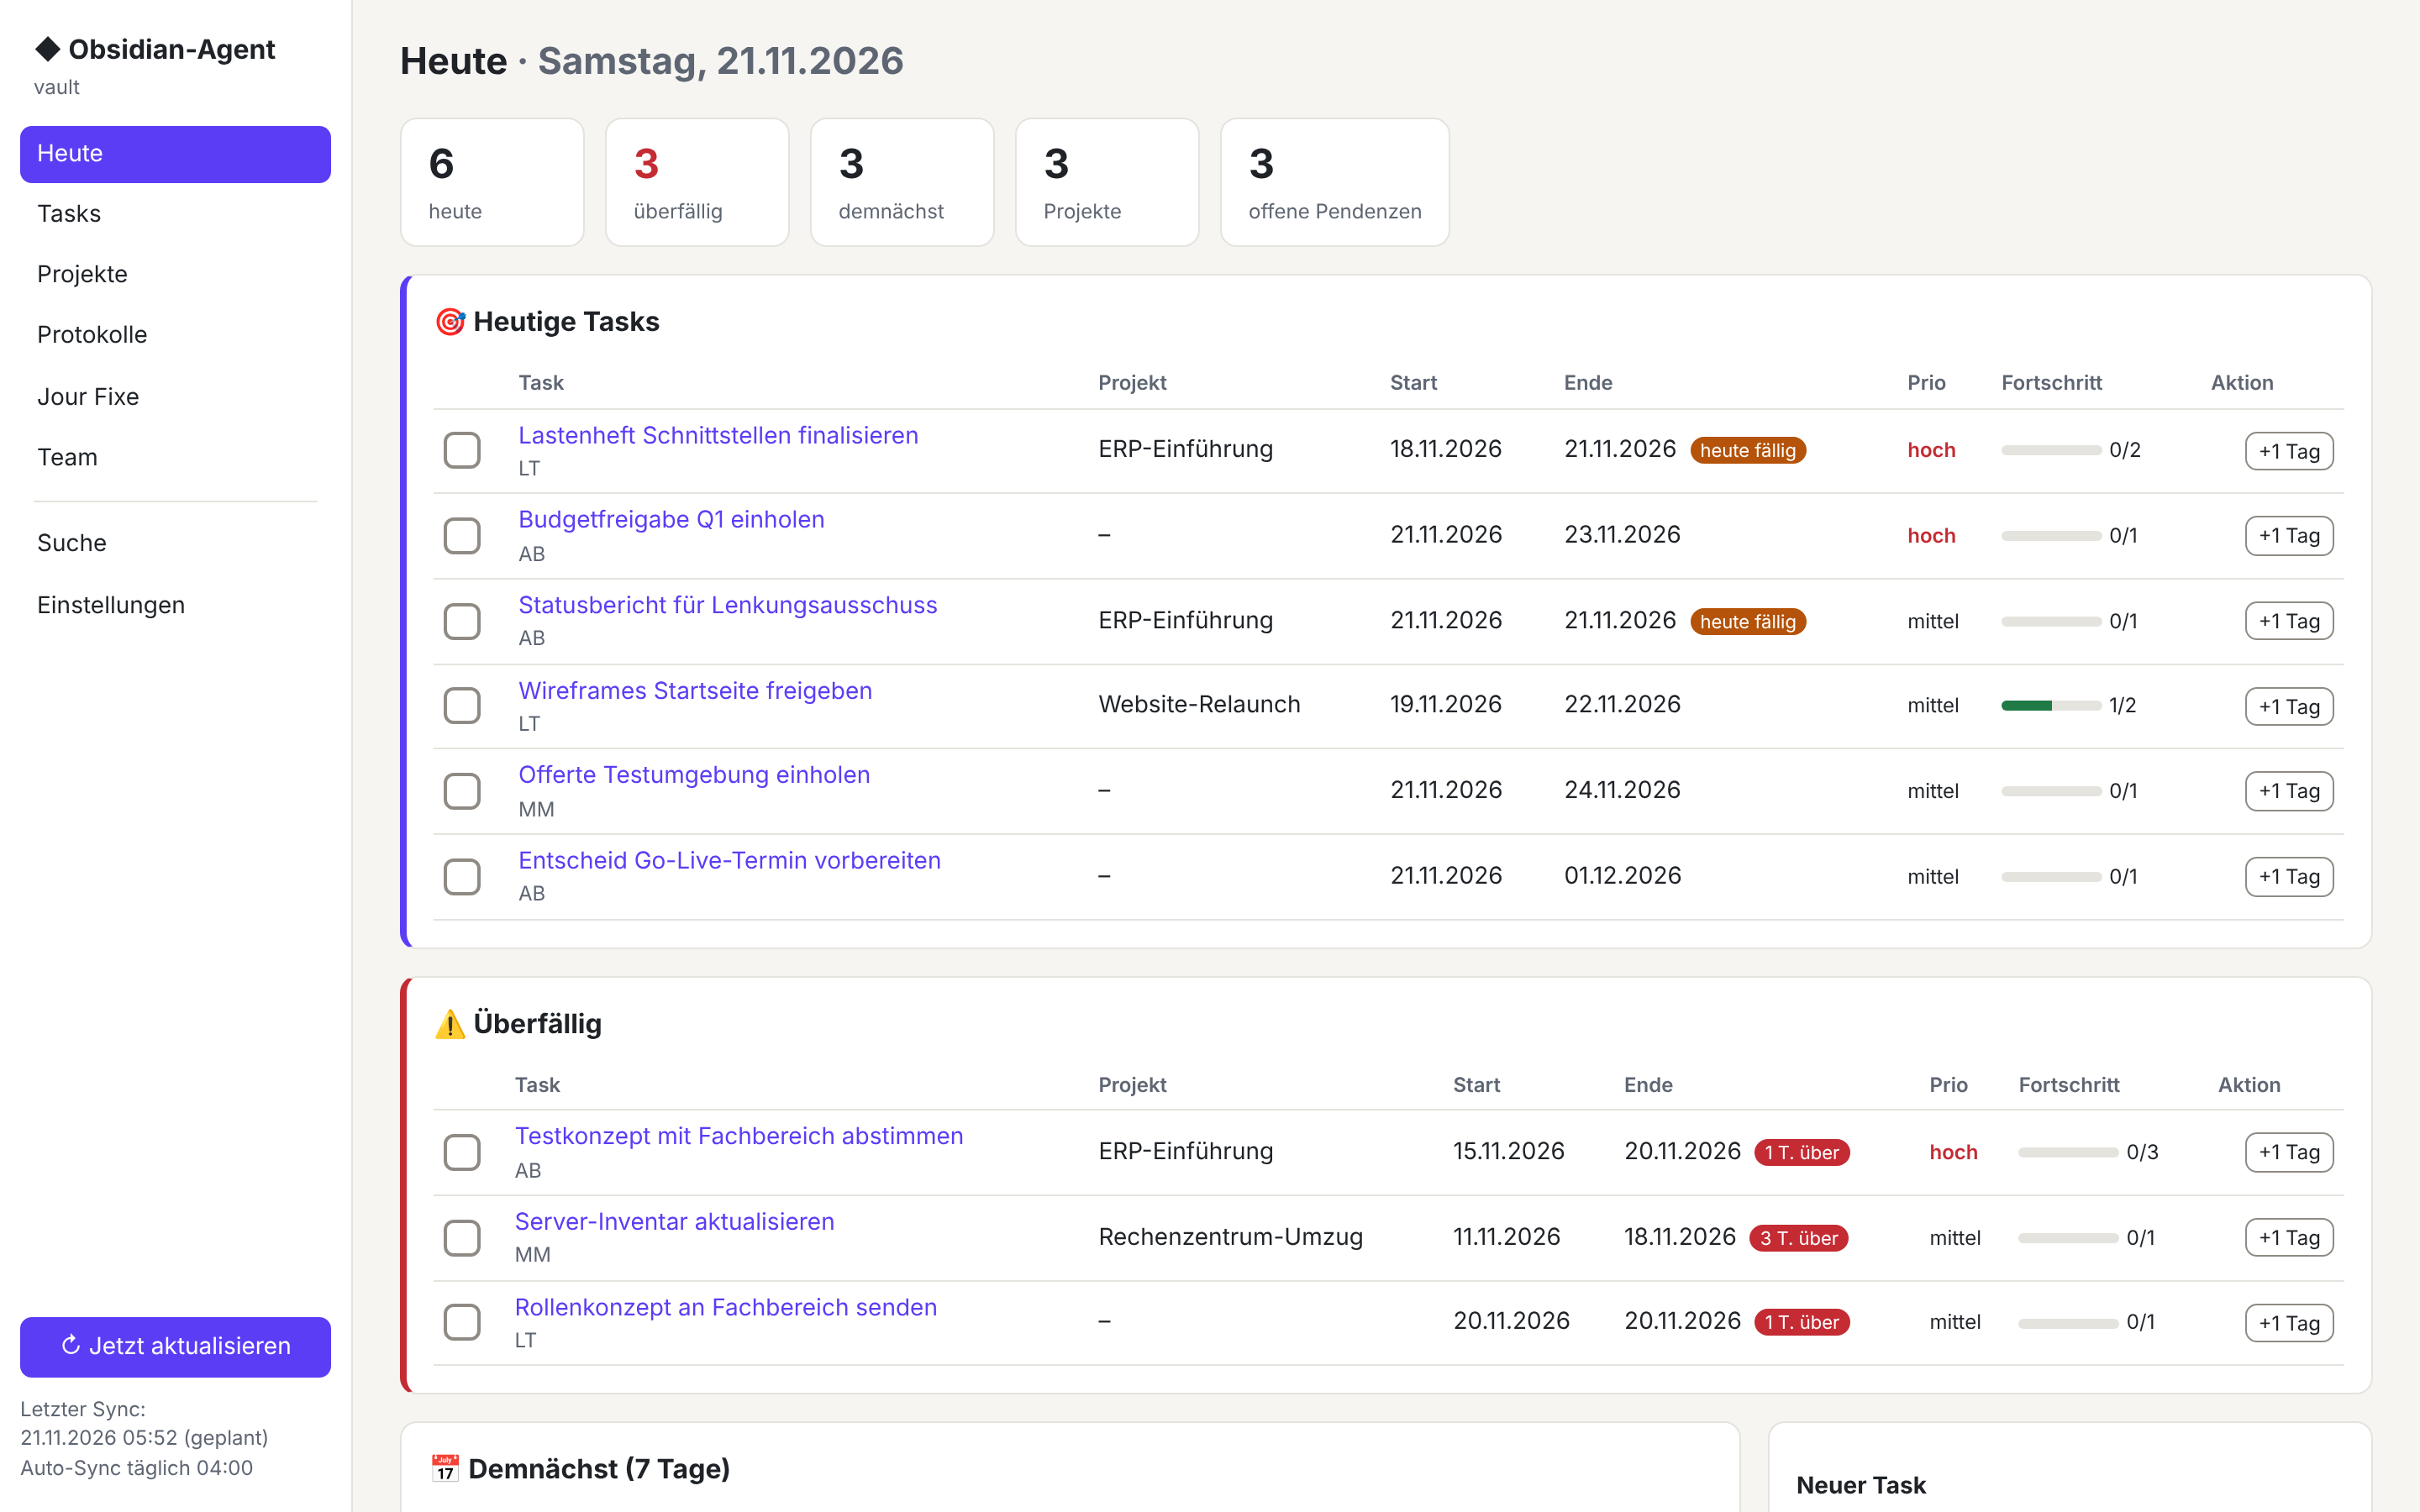 Obsidian-Agent
vault
Heute
Tasks
Projekte
Protokolle
Jour Fixe
Team
Suche
Einstellungen
↻ Jetzt aktualisieren
Letzter Sync:
21.11.2026 05:52 (geplant)
Auto-Sync täglich 04:00
Heute · Samstag, 21.11.2026
6
heute
3
überfällig
3
demnächst
3
Projekte
3
offene Pendenzen
🎯 Heutige Tasks
Task Projekt Start Ende Prio Fortschritt Aktion
Lastenheft Schnittstellen finalisieren
LT
ERP-Einführung 18.11.2026 21.11.2026 heute fällig hoch 0/2 +1 Tag
Budgetfreigabe Q1 einholen
AB
– 21.11.2026 23.11.2026 hoch 0/1 +1 Tag
Statusbericht für Lenkungsausschuss
AB
ERP-Einführung 21.11.2026 21.11.2026 heute fällig mittel 0/1 +1 Tag
Wireframes Startseite freigeben
LT
Website-Relaunch 19.11.2026 22.11.2026 mittel 1/2 +1 Tag
Offerte Testumgebung einholen
MM
– 21.11.2026 24.11.2026 mittel 0/1 +1 Tag
Entscheid Go-Live-Termin vorbereiten
AB
– 21.11.2026 01.12.2026 mittel 0/1 +1 Tag
⚠️ Überfällig
Task Projekt Start Ende Prio Fortschritt Aktion
Testkonzept mit Fachbereich abstimmen
AB
ERP-Einführung 15.11.2026 20.11.2026 1 T. über hoch 0/3 +1 Tag
Server-Inventar aktualisieren
MM
Rechenzentrum-Umzug 11.11.2026 18.11.2026 3 T. über mittel 0/1 +1 Tag
Rollenkonzept an Fachbereich senden
LT
– 20.11.2026 20.11.2026 1 T. über mittel 0/1 +1 Tag
📅 Demnächst (7 Tage)
Neuer Task